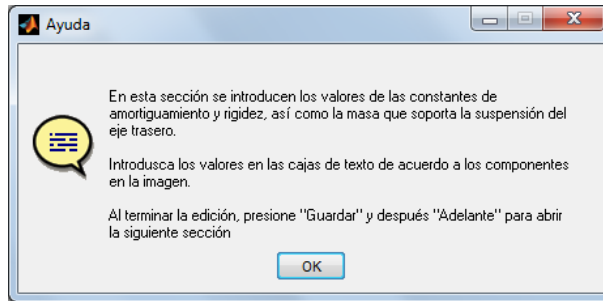 Ayuda
En esta sección se introducen los valores de las constantes de
amortiguamiento y rigidez, así como la masa que soporta la suspensión del
eje trasero.
Introdusca los valores en las cajas de texto de acuerdo a los componentes
en la imagen.
Al terminar la edición, presione "Guardar" y después "Adelante" para abrir
la siguiente sección
OK